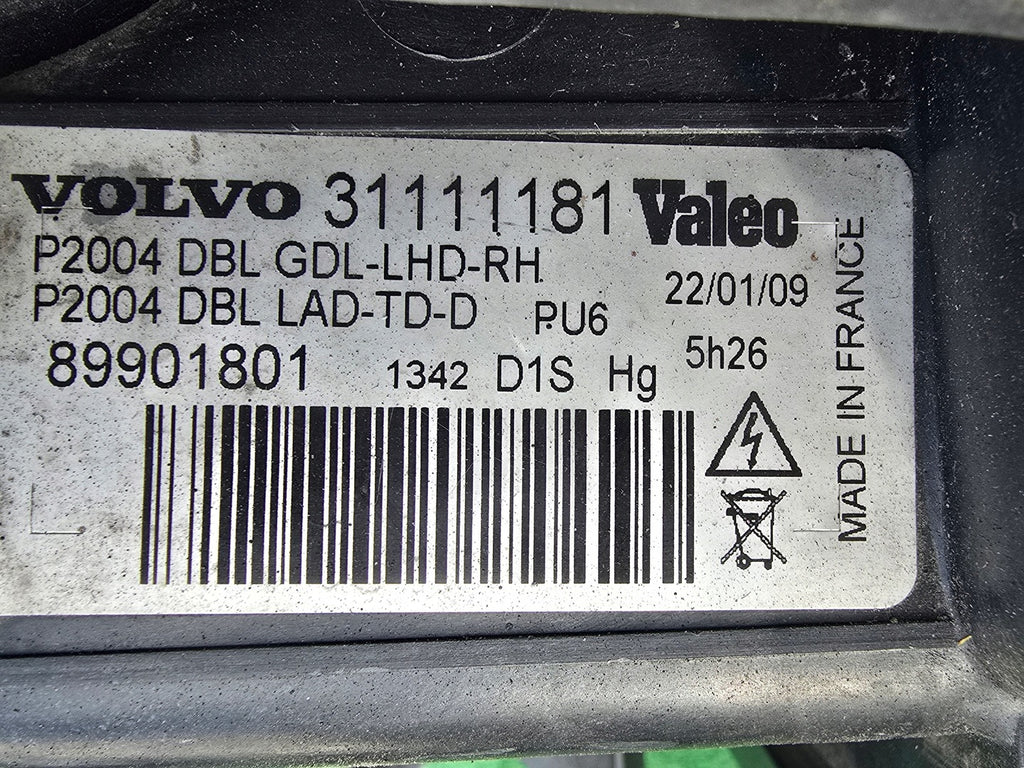 VOLVO 31111181 Valeo
P2004 DBL GDL-LHD-RH
P2004 DBL LAD-TD-D PU6
22/01/09
89901801 1342 D1S Hg
5h26
MADE IN FRANCE